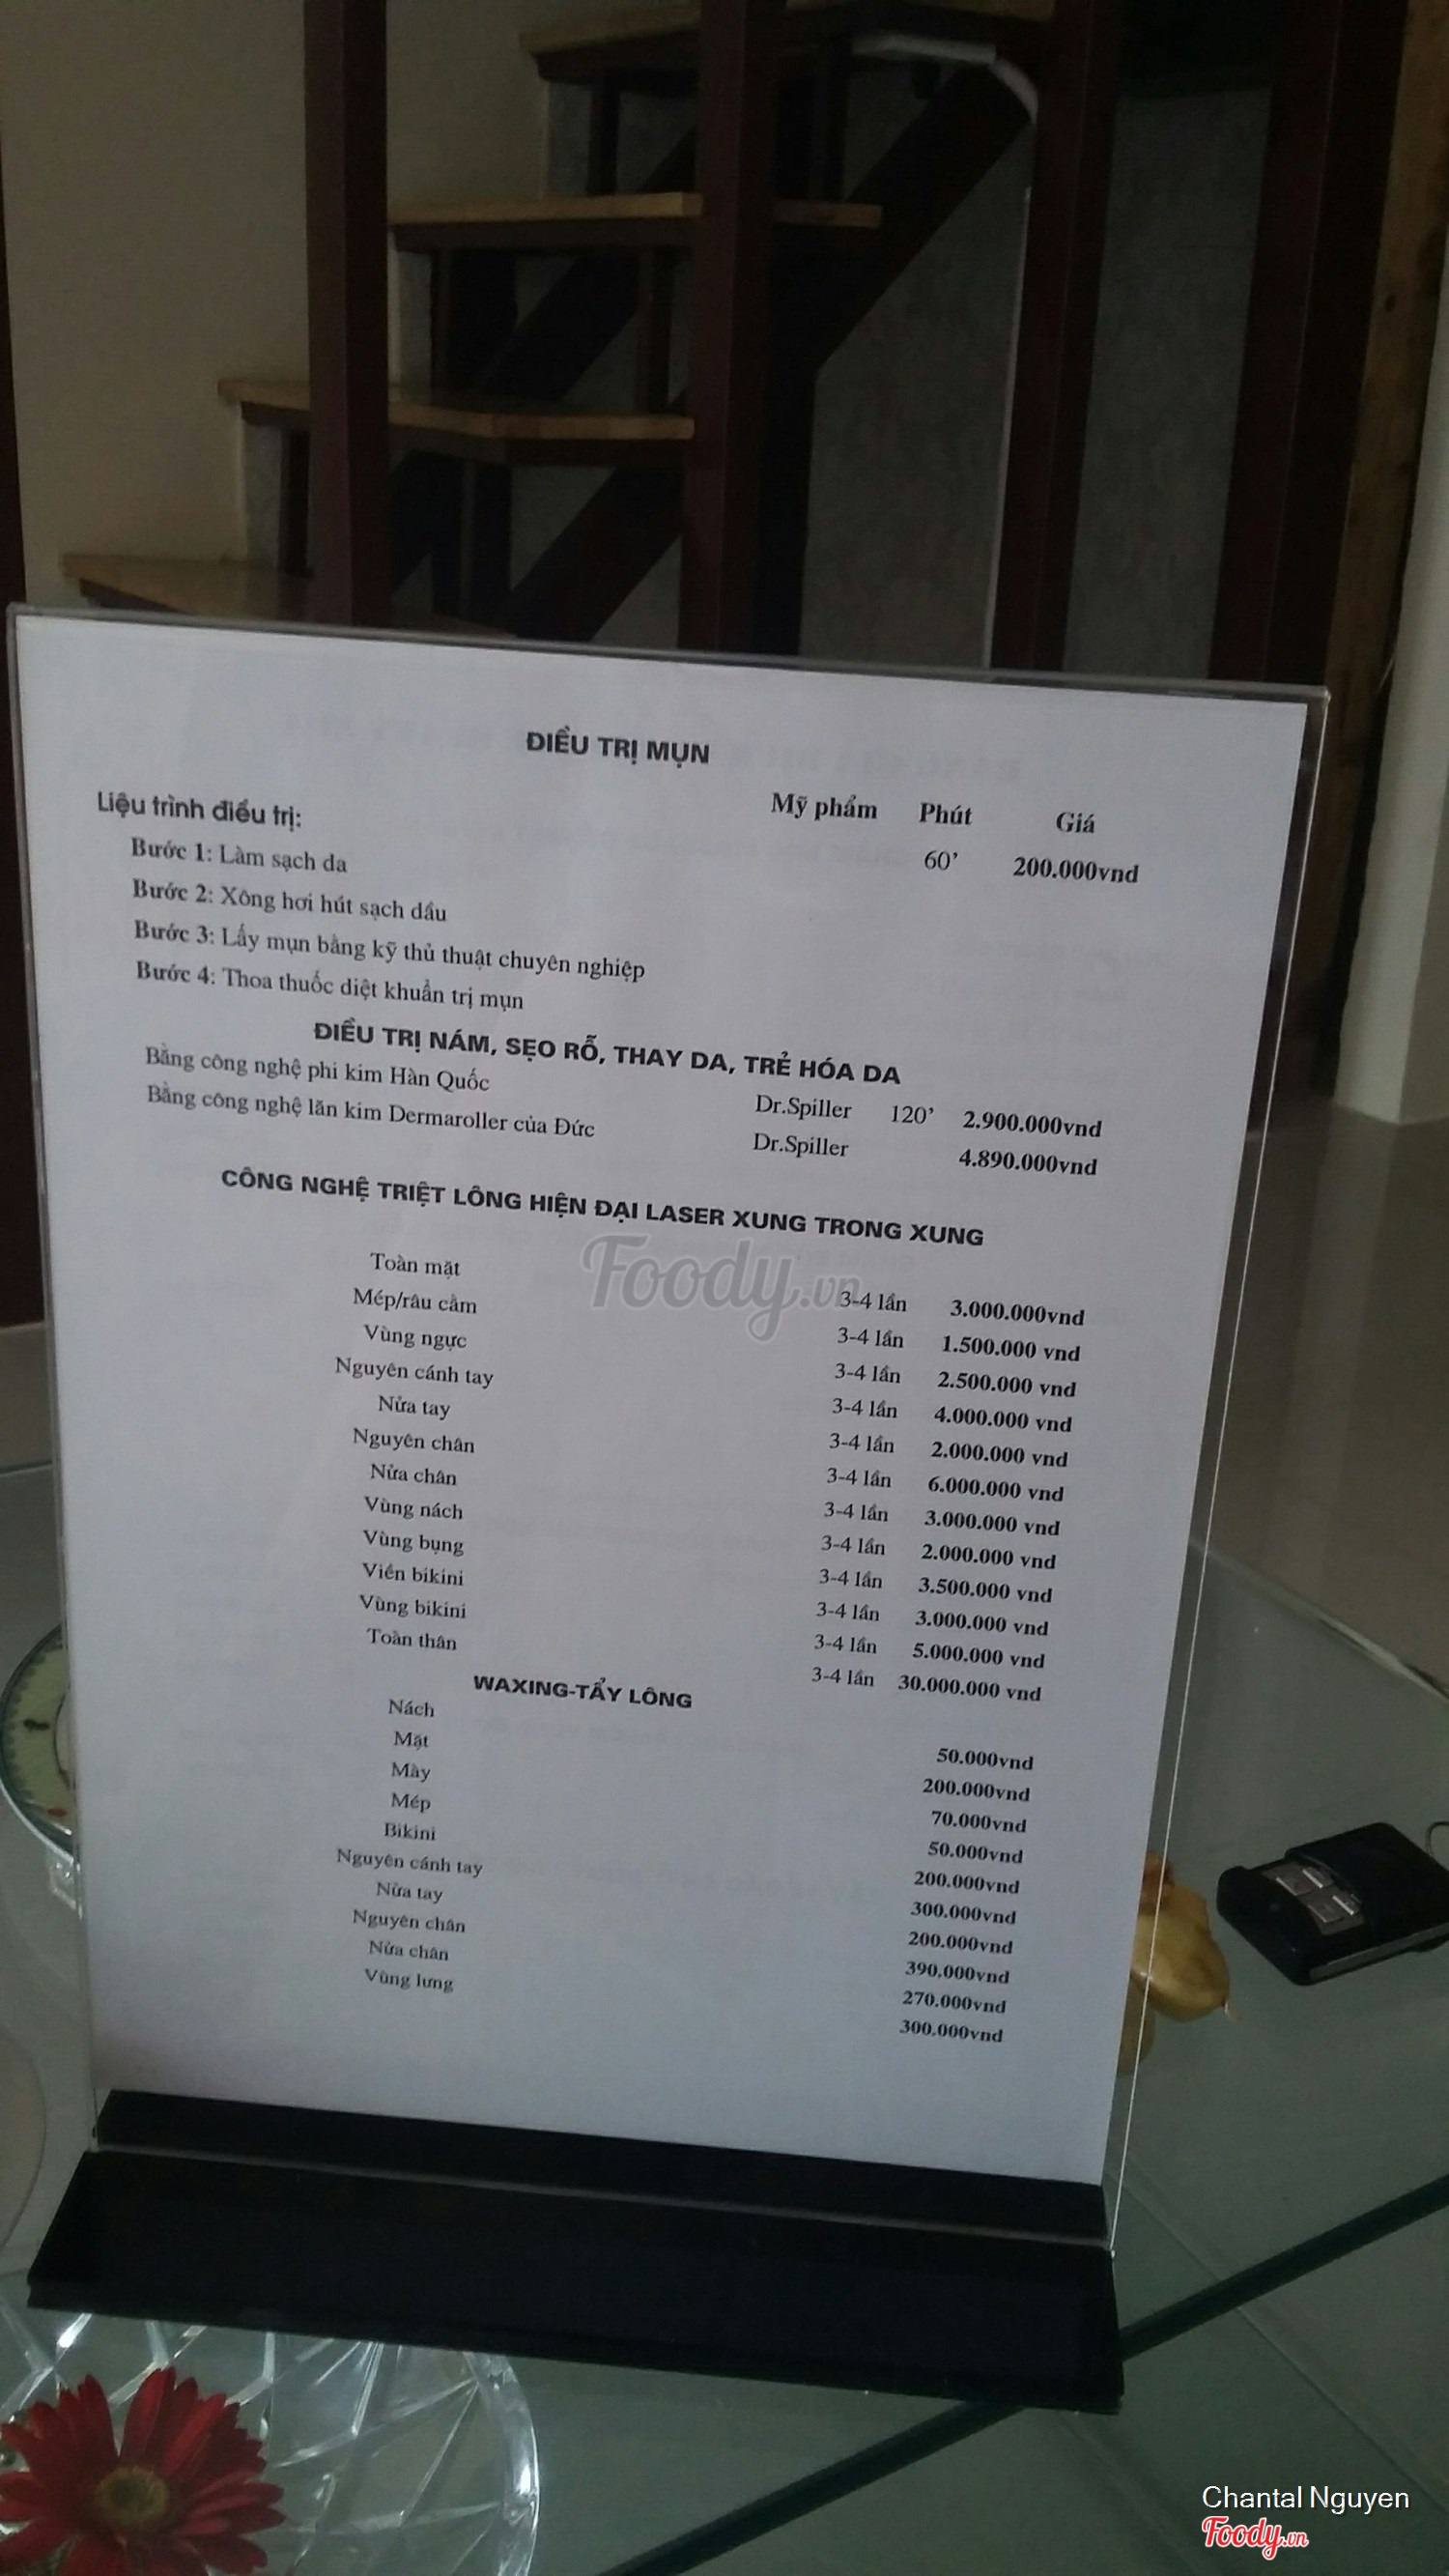 ĐIỀU TRỊ MỤN
Liệu trình điều trị: Mỹ phẩm Phút Giá
Bước 1: Làm sạch da 60’ 200.000vnd
Bước 2: Xông hơi hút sạch dầu
Bước 3: Lấy mụn bằng kỹ thủ thuật chuyên nghiệp
Bước 4: Thoa thuốc diệt khuẩn trị mụn
ĐIỀU TRỊ NÁM, SẸO RỖ, THAY DA, TRẺ HÓA DA
Bằng công nghệ phi kim Hàn Quốc Dr.Spiller 120’ 2.900.000vnd
Bằng công nghệ lăn kim Dermaroller của Đức Dr.Spiller 4.890.000vnd
CÔNG NGHỆ TRIỆT LÔNG HIỆN ĐẠI LASER XUNG TRONG XUNG
Toàn mặt 3-4 lần 3.000.000vnd
Mép/râu cằm 3-4 lần 1.500.000 vnd
Vùng ngực 3-4 lần 2.500.000 vnd
Nguyên cánh tay 3-4 lần 4.000.000 vnd
Nửa tay 3-4 lần 2.000.000 vnd
Nguyên chân 3-4 lần 6.000.000 vnd
Nửa chân 3-4 lần 3.000.000 vnd
Vùng nách 3-4 lần 2.000.000 vnd
Vùng bụng 3-4 lần 3.500.000 vnd
Viền bikini 3-4 lần 3.000.000 vnd
Vùng bikini 3-4 lần 5.000.000 vnd
Toàn thân 3-4 lần 30.000.000 vnd
WAXING-TẨY LÔNG
Nách 50.000vnd
Mặt 200.000vnd
Mày 70.000vnd
Mép 50.000vnd
Bikini 200.000vnd
Nguyên cánh tay 300.000vnd
Nửa tay 200.000vnd
Nguyên chân 390.000vnd
Nửa chân 270.000vnd
Vùng lưng 300.000vnd
Foody.vn
Chantal Nguyen
Foody.vn